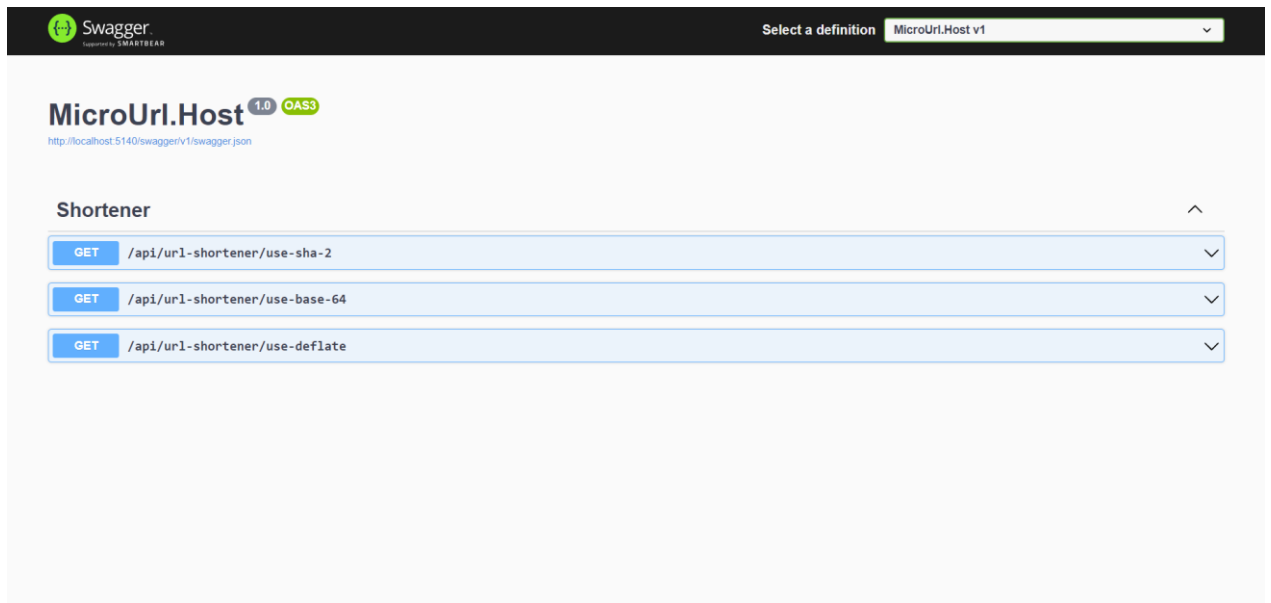 Swagger.
Supported by SMARTBEAR
Select a definition MicroUrl.Host v1
MicroUrl.Host 1.0 OAS3
http://localhost:5140/swagger/v1/swagger.json
Shortener
GET /api/url-shortener/use-sha-2
GET /api/url-shortener/use-base-64
GET /api/url-shortener/use-deflate